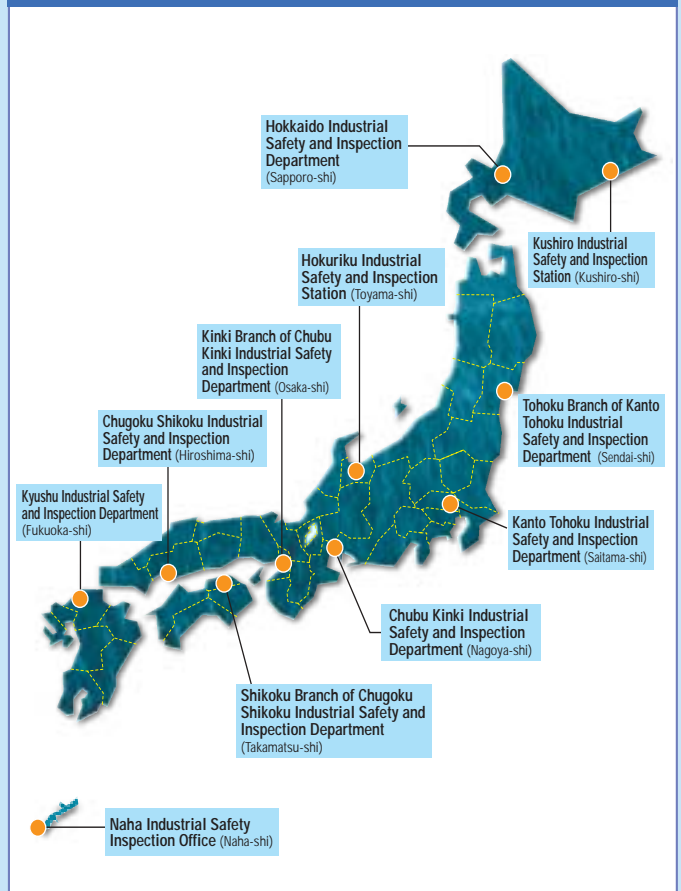 Hokkaido Industrial
Safety and Inspection
Department
(Sapporo-shi)
Kushiro Industrial
Safety and Inspection
Station (Kushiro-shi)
Hokuriku Industrial
Safety and Inspection
Station (Toyama-shi)
Kinki Branch of Chubu
Kinki Industrial Safety
and Inspection
Department (Osaka-shi)
Tohoku Branch of Kanto
Tohoku Industrial
Safety and Inspection
Department (Sendai-shi)
Chugoku Shikoku Industrial
Safety and Inspection
Department (Hiroshima-shi)
Kyushu Industrial Safety
and Inspection Department
(Fukuoka-shi)
Kanto Tohoku Industrial
Safety and Inspection
Department (Saitama-shi)
Chubu Kinki Industrial
Safety and Inspection
Department (Nagoya-shi)
Shikoku Branch of Chugoku
Shikoku Industrial Safety and
Inspection Department
(Takamatsu-shi)
Naha Industrial Safety
Inspection Office (Naha-shi)